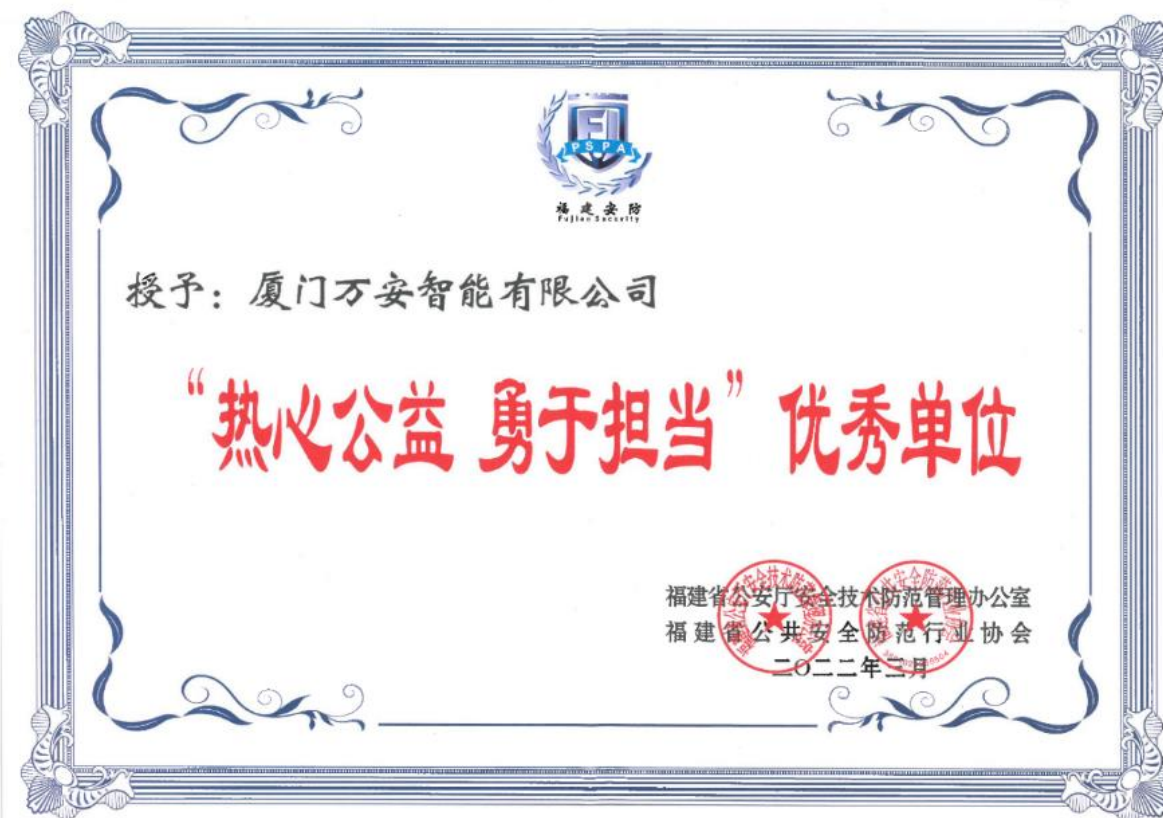 FJ
PSPA
福建安防
Fujian Security
授予：厦门万安智能有限公司
“热心公益 勇于担当”优秀单位
福建省公安厅安全技术防范管理办公室
福建省公共安全防范行业协会
二〇二二年三月